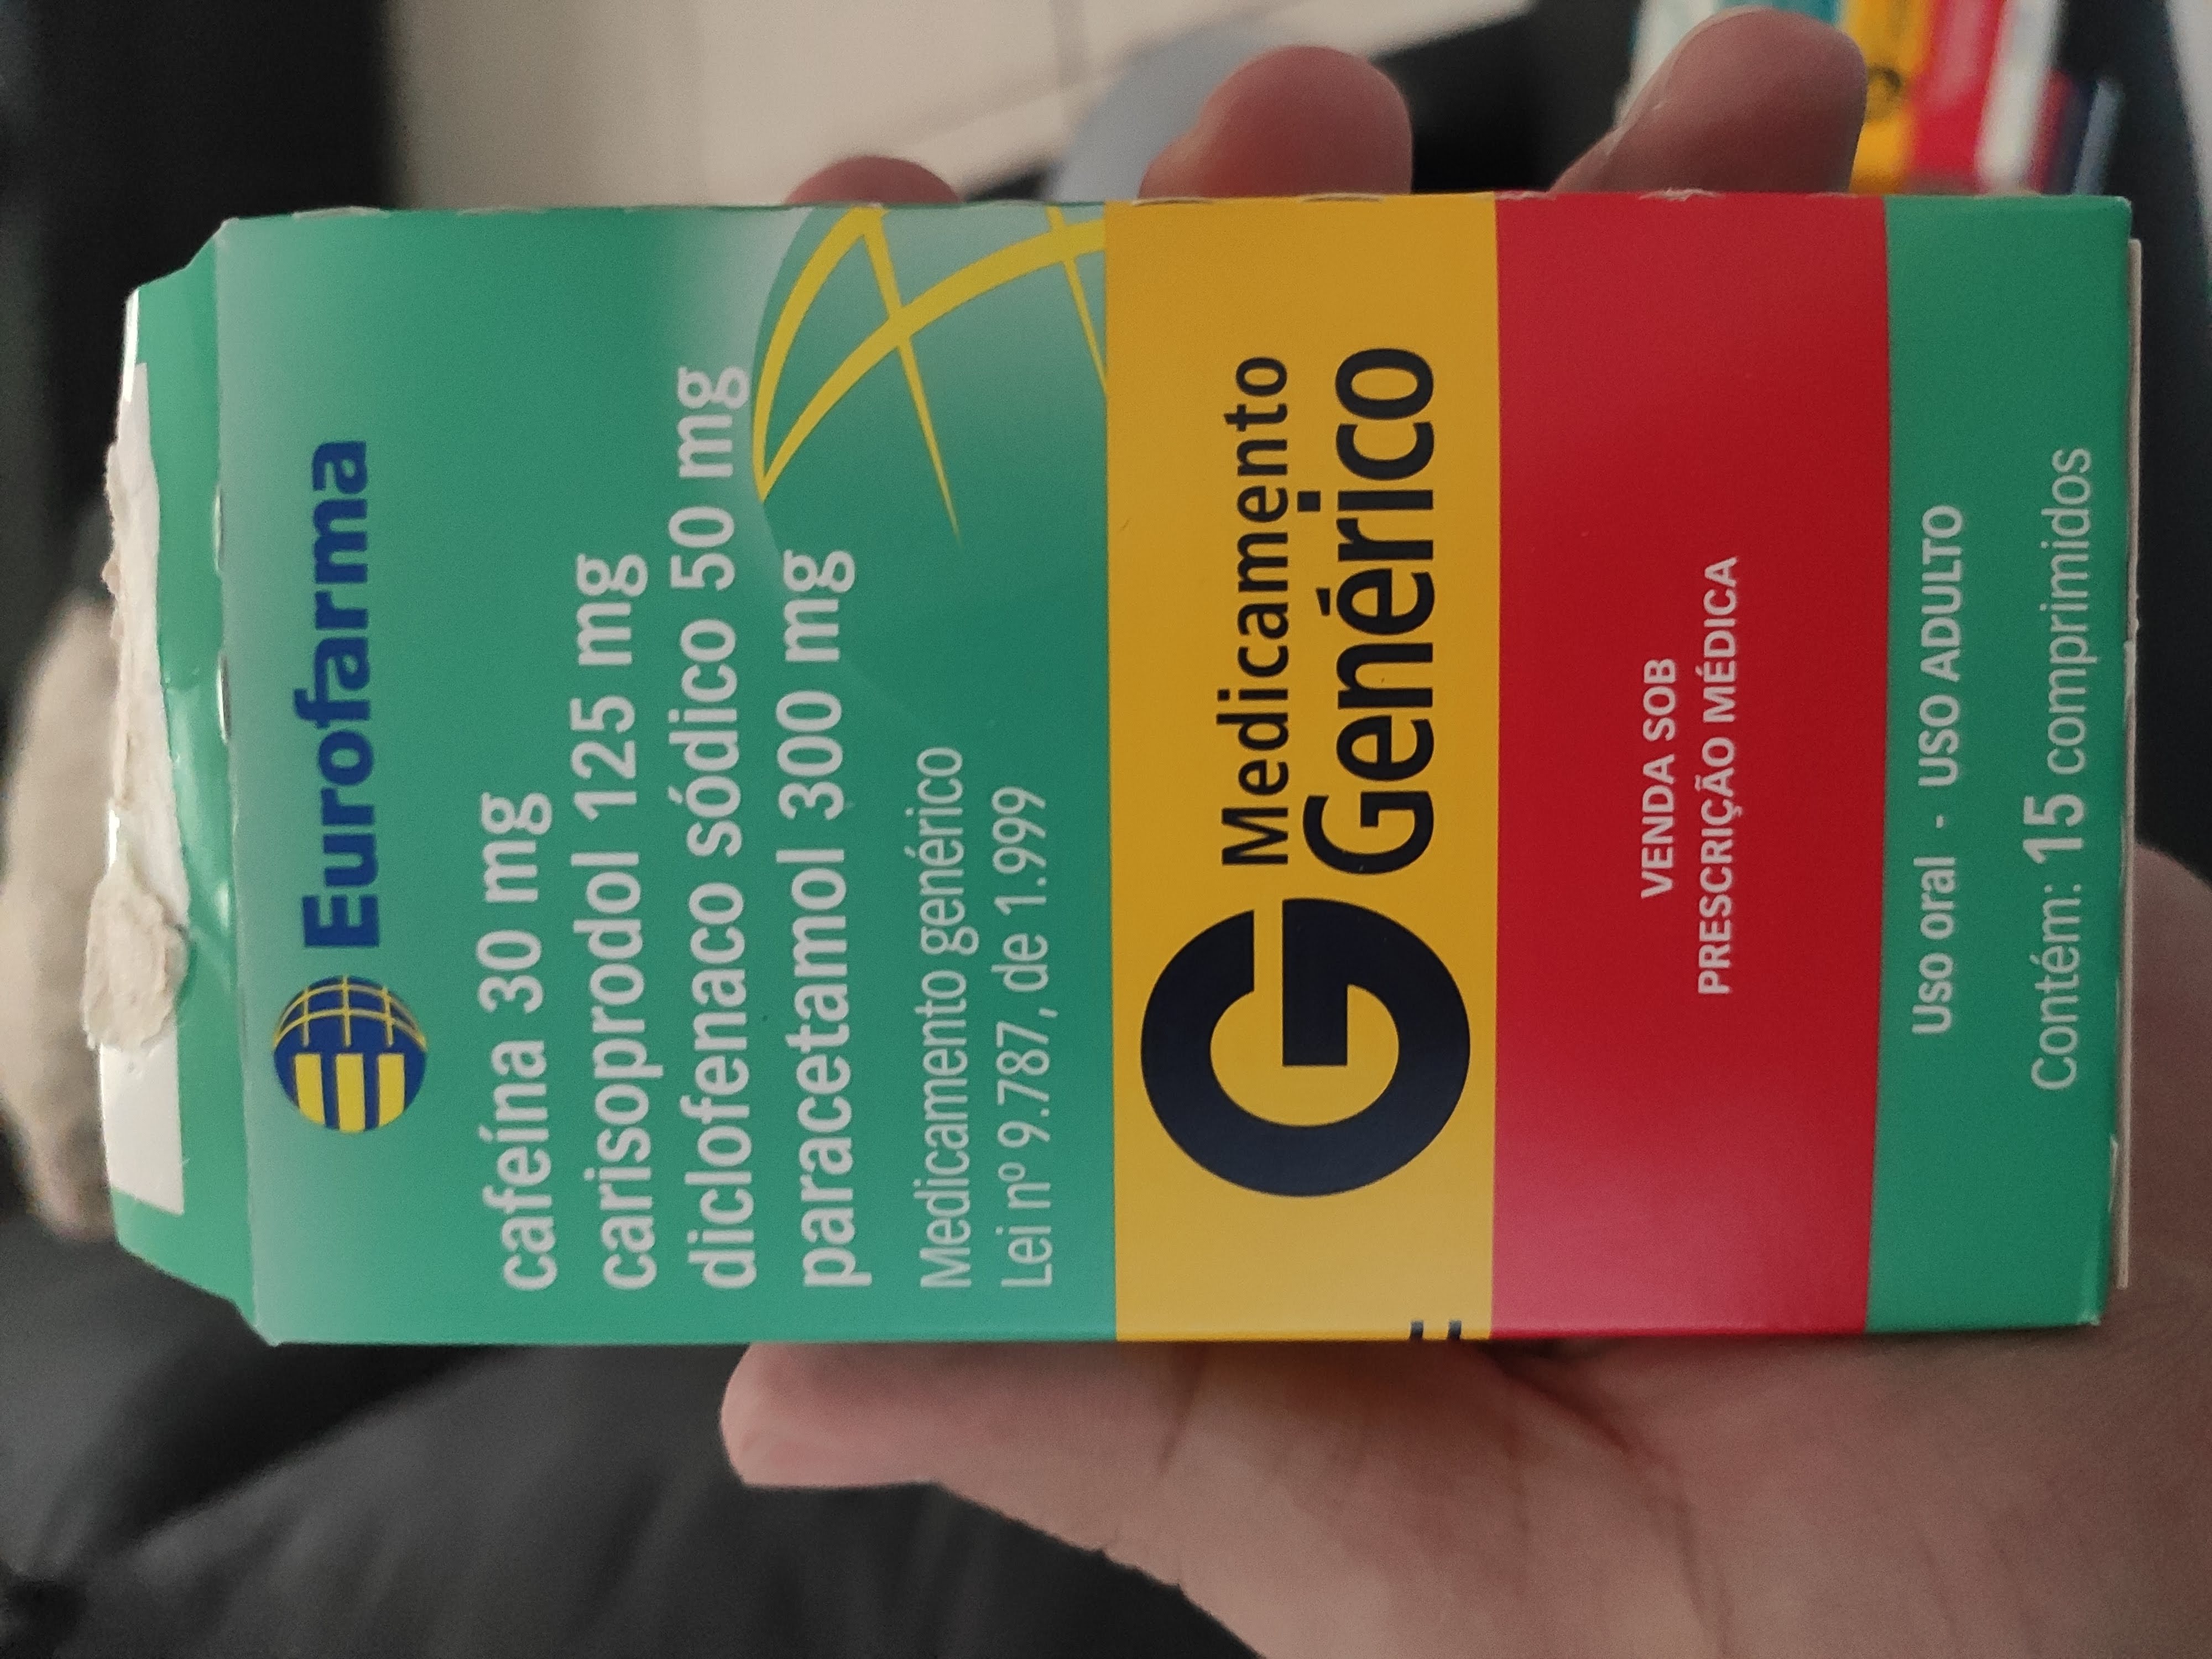 Eurofarma
cafeína 30 mg
carisoprodol 125 mg
diclofenaco sódico 50 mg
paracetamol 300 mg
Medicamento genérico
Lei nº 9.787, de 1.999
G Medicamento
Genérico
VENDA SOB
PRESCRIÇÃO MÉDICA
Uso oral - USO ADULTO
Contém: 15 comprimidos